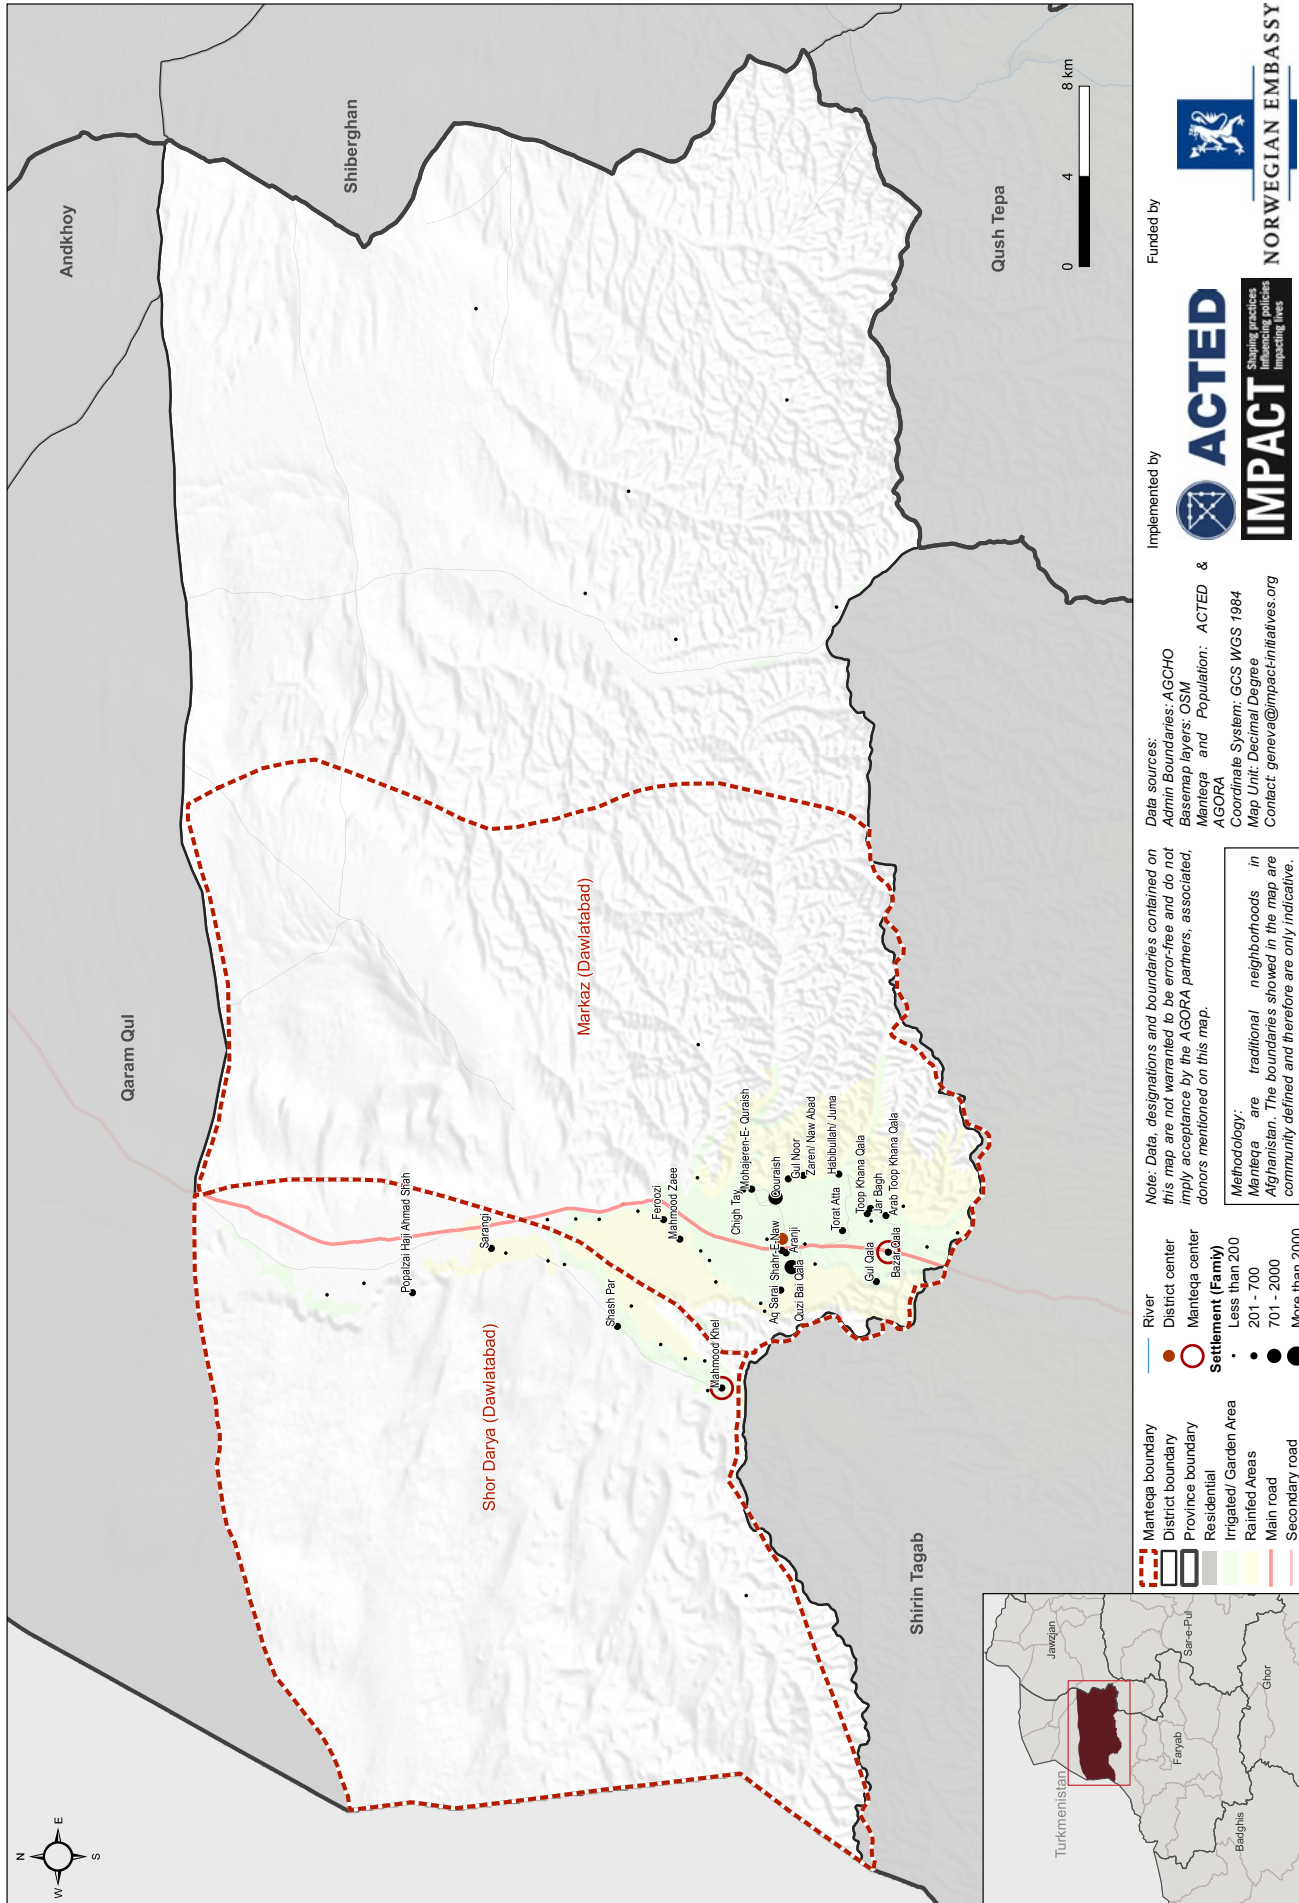 N
W
E
S
Andkhoy
Shiberghan
Qaram Qul
Qush Tepa
Shirin Tagab
Shor Darya (Dawlatabad)
Markaz (Dawlatabad)
Popalzai Haji Ahmad Shah
Sarangi
Shash Par
Feroozi
Mahmood Zaee
Mahmood Khel
Chigh Tay
Mohajeren-E- Quraish
Qouraish
Gul Noor
Zaren/ Naw Abad
Habibullah/ Juma
Aq Sarai
Shahr-E-Naw
Aranji
Quzi Bai Qala
Torat Atta
Toop Khana Qala
Jar Bagh
Arab Toop Khana Qala
Gul Qala
Bazar Qala
0 4 8 km
Turkmenistan
Jawzjan
Sar-e-Pul
Faryab
Ghor
Badghis
Manteqa boundary
District boundary
Province boundary
Residential
Irrigated/ Garden Area
Rainfed Areas
Main road
Secondary road
River
District center
Manteqa center
Settlement (Famiy)
Less than 200
201 - 700
701 - 2000
More than 2000
Note: Data, designations and boundaries contained on
this map are not warranted to be error-free and do not
imply acceptance by the AGORA partners, associated,
donors mentioned on this map.
Methodology:
Manteqa are traditional neighborhoods in
Afghanistan. The boundaries showed in the map are
community defined and therefore are only indicative.
Data sources:
Admin Boundaries: AGCHO
Basemap layers: OSM
Manteqa and Population: ACTED &
AGORA
Coordinate System: GCS WGS 1984
Map Unit: Decimal Degree
Contact: geneva@impact-initiatives.org
Implemented by
ACTED
IMPACT
Shaping practices
Influencing policies
Impacting lives
Funded by
NORWEGIAN EMBASSY